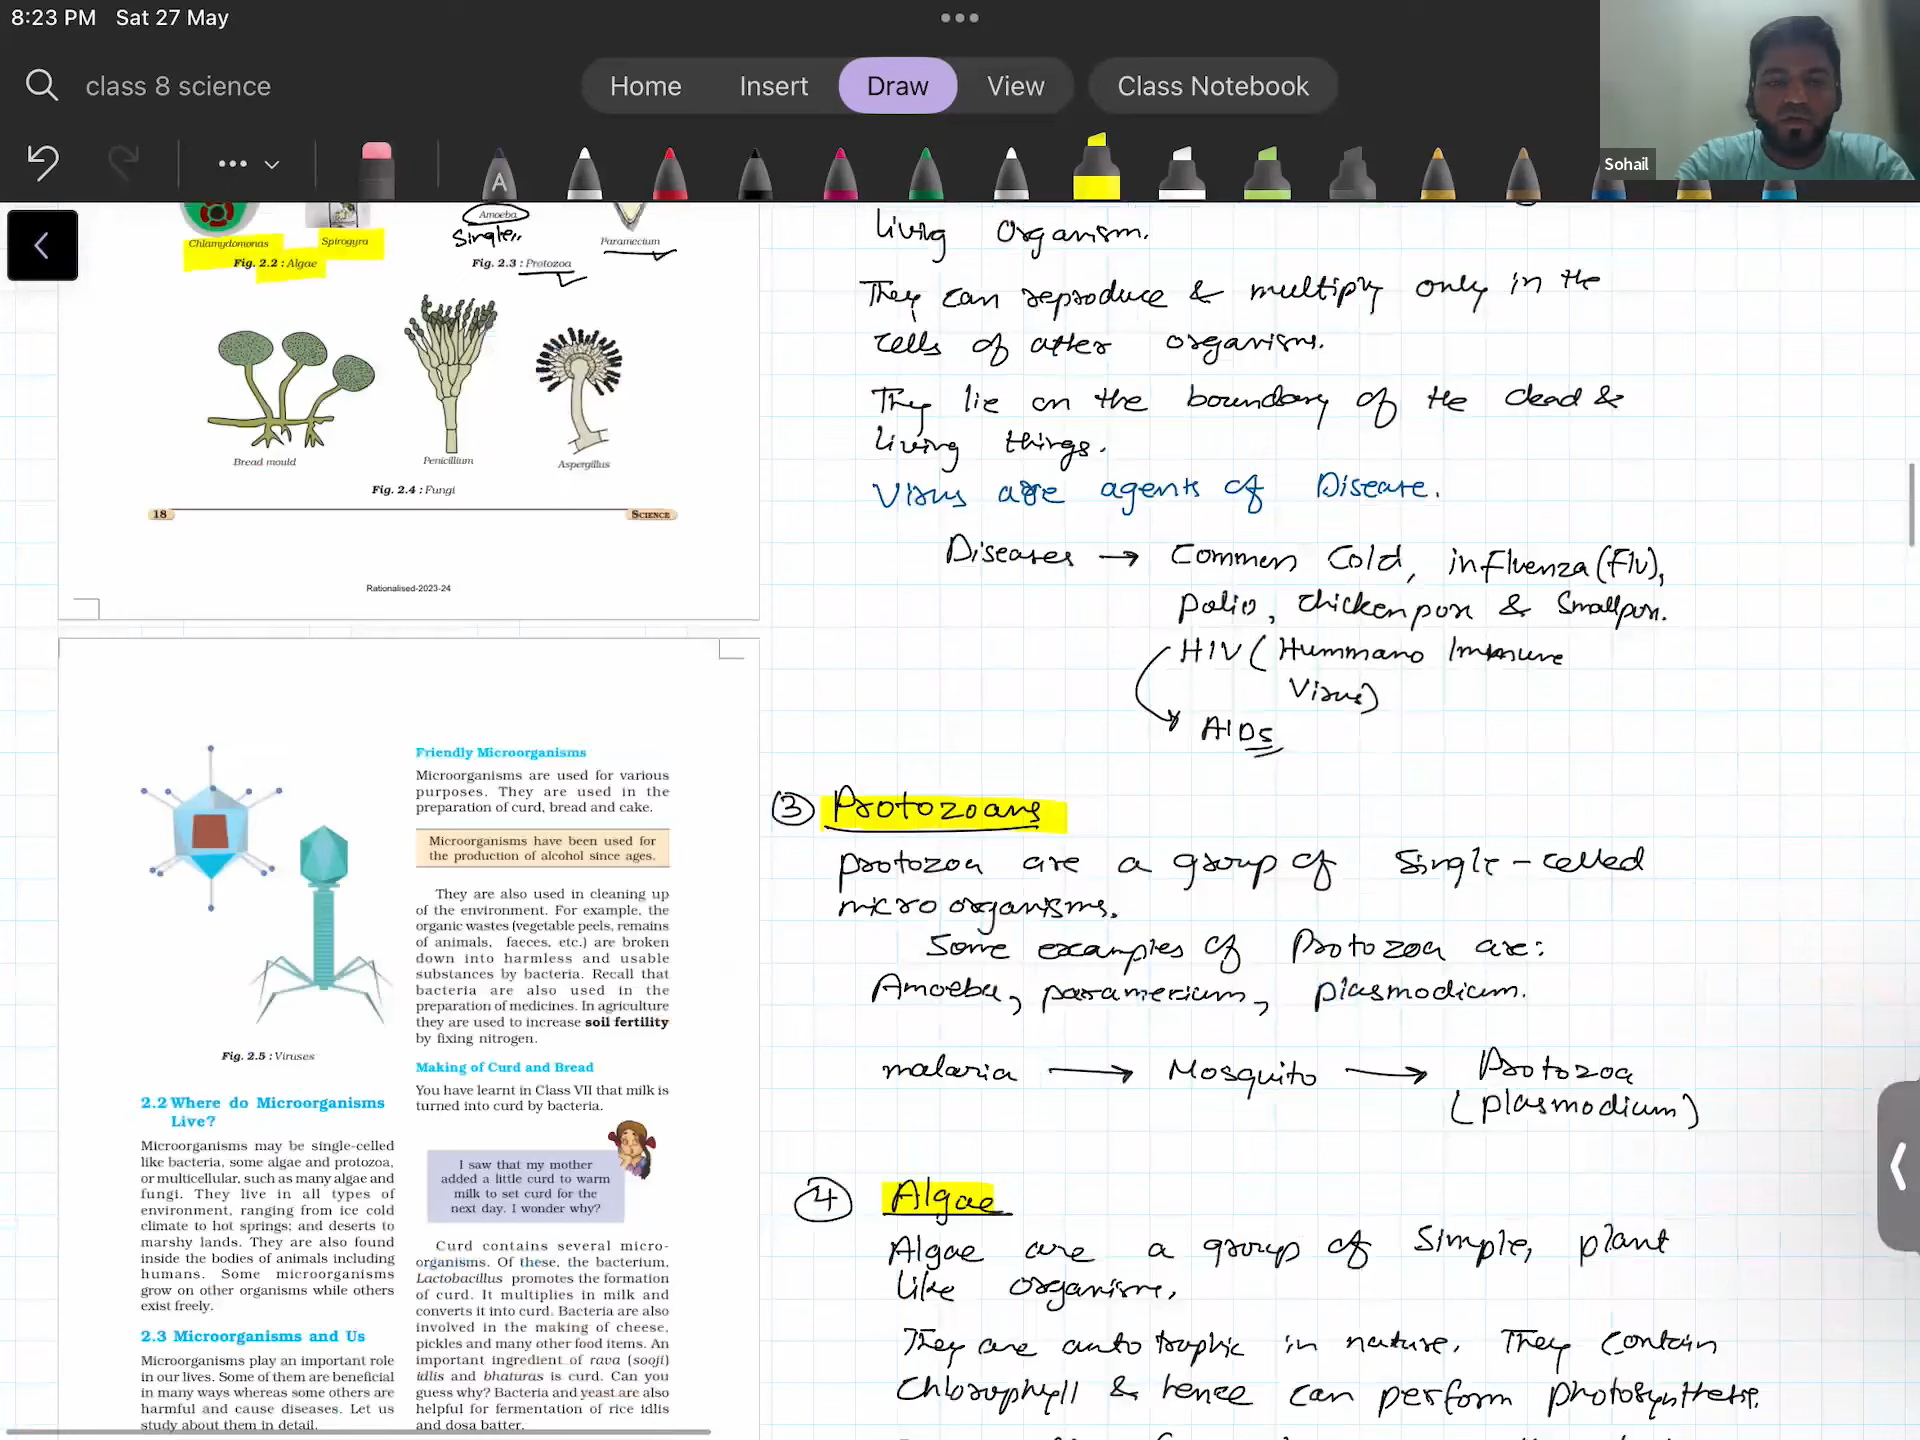 8:23 PM Sat 27 May
class 8 science
Home Insert Draw View Class Notebook
A
Sohail
Chlamydomonas
Spirogyra
Fig. 2.2 : Algae
Amoeba
Single,,
Paramecium
Fig. 2.3 : Protozoa
Bread mould
Penicillium
Aspergillus
Fig. 2.4 : Fungi
18
SCIENCE
Rationalised-2023-24
Fig. 2.5 : Viruses
2.2 Where do Microorganisms
Live?
Microorganisms may be single-celled
like bacteria, some algae and protozoa,
or multicellular, such as many algae and
fungi. They live in all types of
environment, ranging from ice cold
climate to hot springs; and deserts to
marshy lands. They are also found
inside the bodies of animals including
humans. Some microorganisms
grow on other organisms while others
exist freely.
2.3 Microorganisms and Us
Microorganisms play an important role
in our lives. Some of them are beneficial
in many ways whereas some others are
harmful and cause diseases. Let us
study about them in detail.
Friendly Microorganisms
Microorganisms are used for various
purposes. They are used in the
preparation of curd, bread and cake.
Microorganisms have been used for
the production of alcohol since ages.
They are also used in cleaning up
of the environment. For example, the
organic wastes (vegetable peels, remains
of animals, faeces, etc.) are broken
down into harmless and usable
substances by bacteria. Recall that
bacteria are also used in the
preparation of medicines. In agriculture
they are used to increase soil fertility
by fixing nitrogen.
Making of Curd and Bread
You have learnt in Class VII that milk is
turned into curd by bacteria.
I saw that my mother
added a little curd to warm
milk to set curd for the
next day. I wonder why?
Curd contains several micro-
organisms. Of these, the bacterium,
Lactobacillus promotes the formation
of curd. It multiplies in milk and
converts it into curd. Bacteria are also
involved in the making of cheese,
pickles and many other food items. An
important ingredient of rava (sooji)
idlis and bhaturas is curd. Can you
guess why? Bacteria and yeast are also
helpful for fermentation of rice idlis
and dosa batter.
living organism.
They can reproduce & multiply only in the
cells of other organisms.
They lie on the boundary of the dead &
living things.
Virus are agents of Disease.
Diseases → Common Cold, influenza (Flu),
Polio, Chickenpox & Smallpox.
HIV ( Hummano Immune
Virus)
AIDS
③ Protozoans
Protozoa are a group of Single-celled
micro organisms.
Some examples of Protozoa are:
Amoeba, paramecium, plasmodium.
malaria → Mosquito → Protozoa
(plasmodium)
④ Algae
Algae are a group of Simple, plant
like organism.
They are auto trophic in nature. They contain
Chlorophyll & hence can perform photosynthesis.